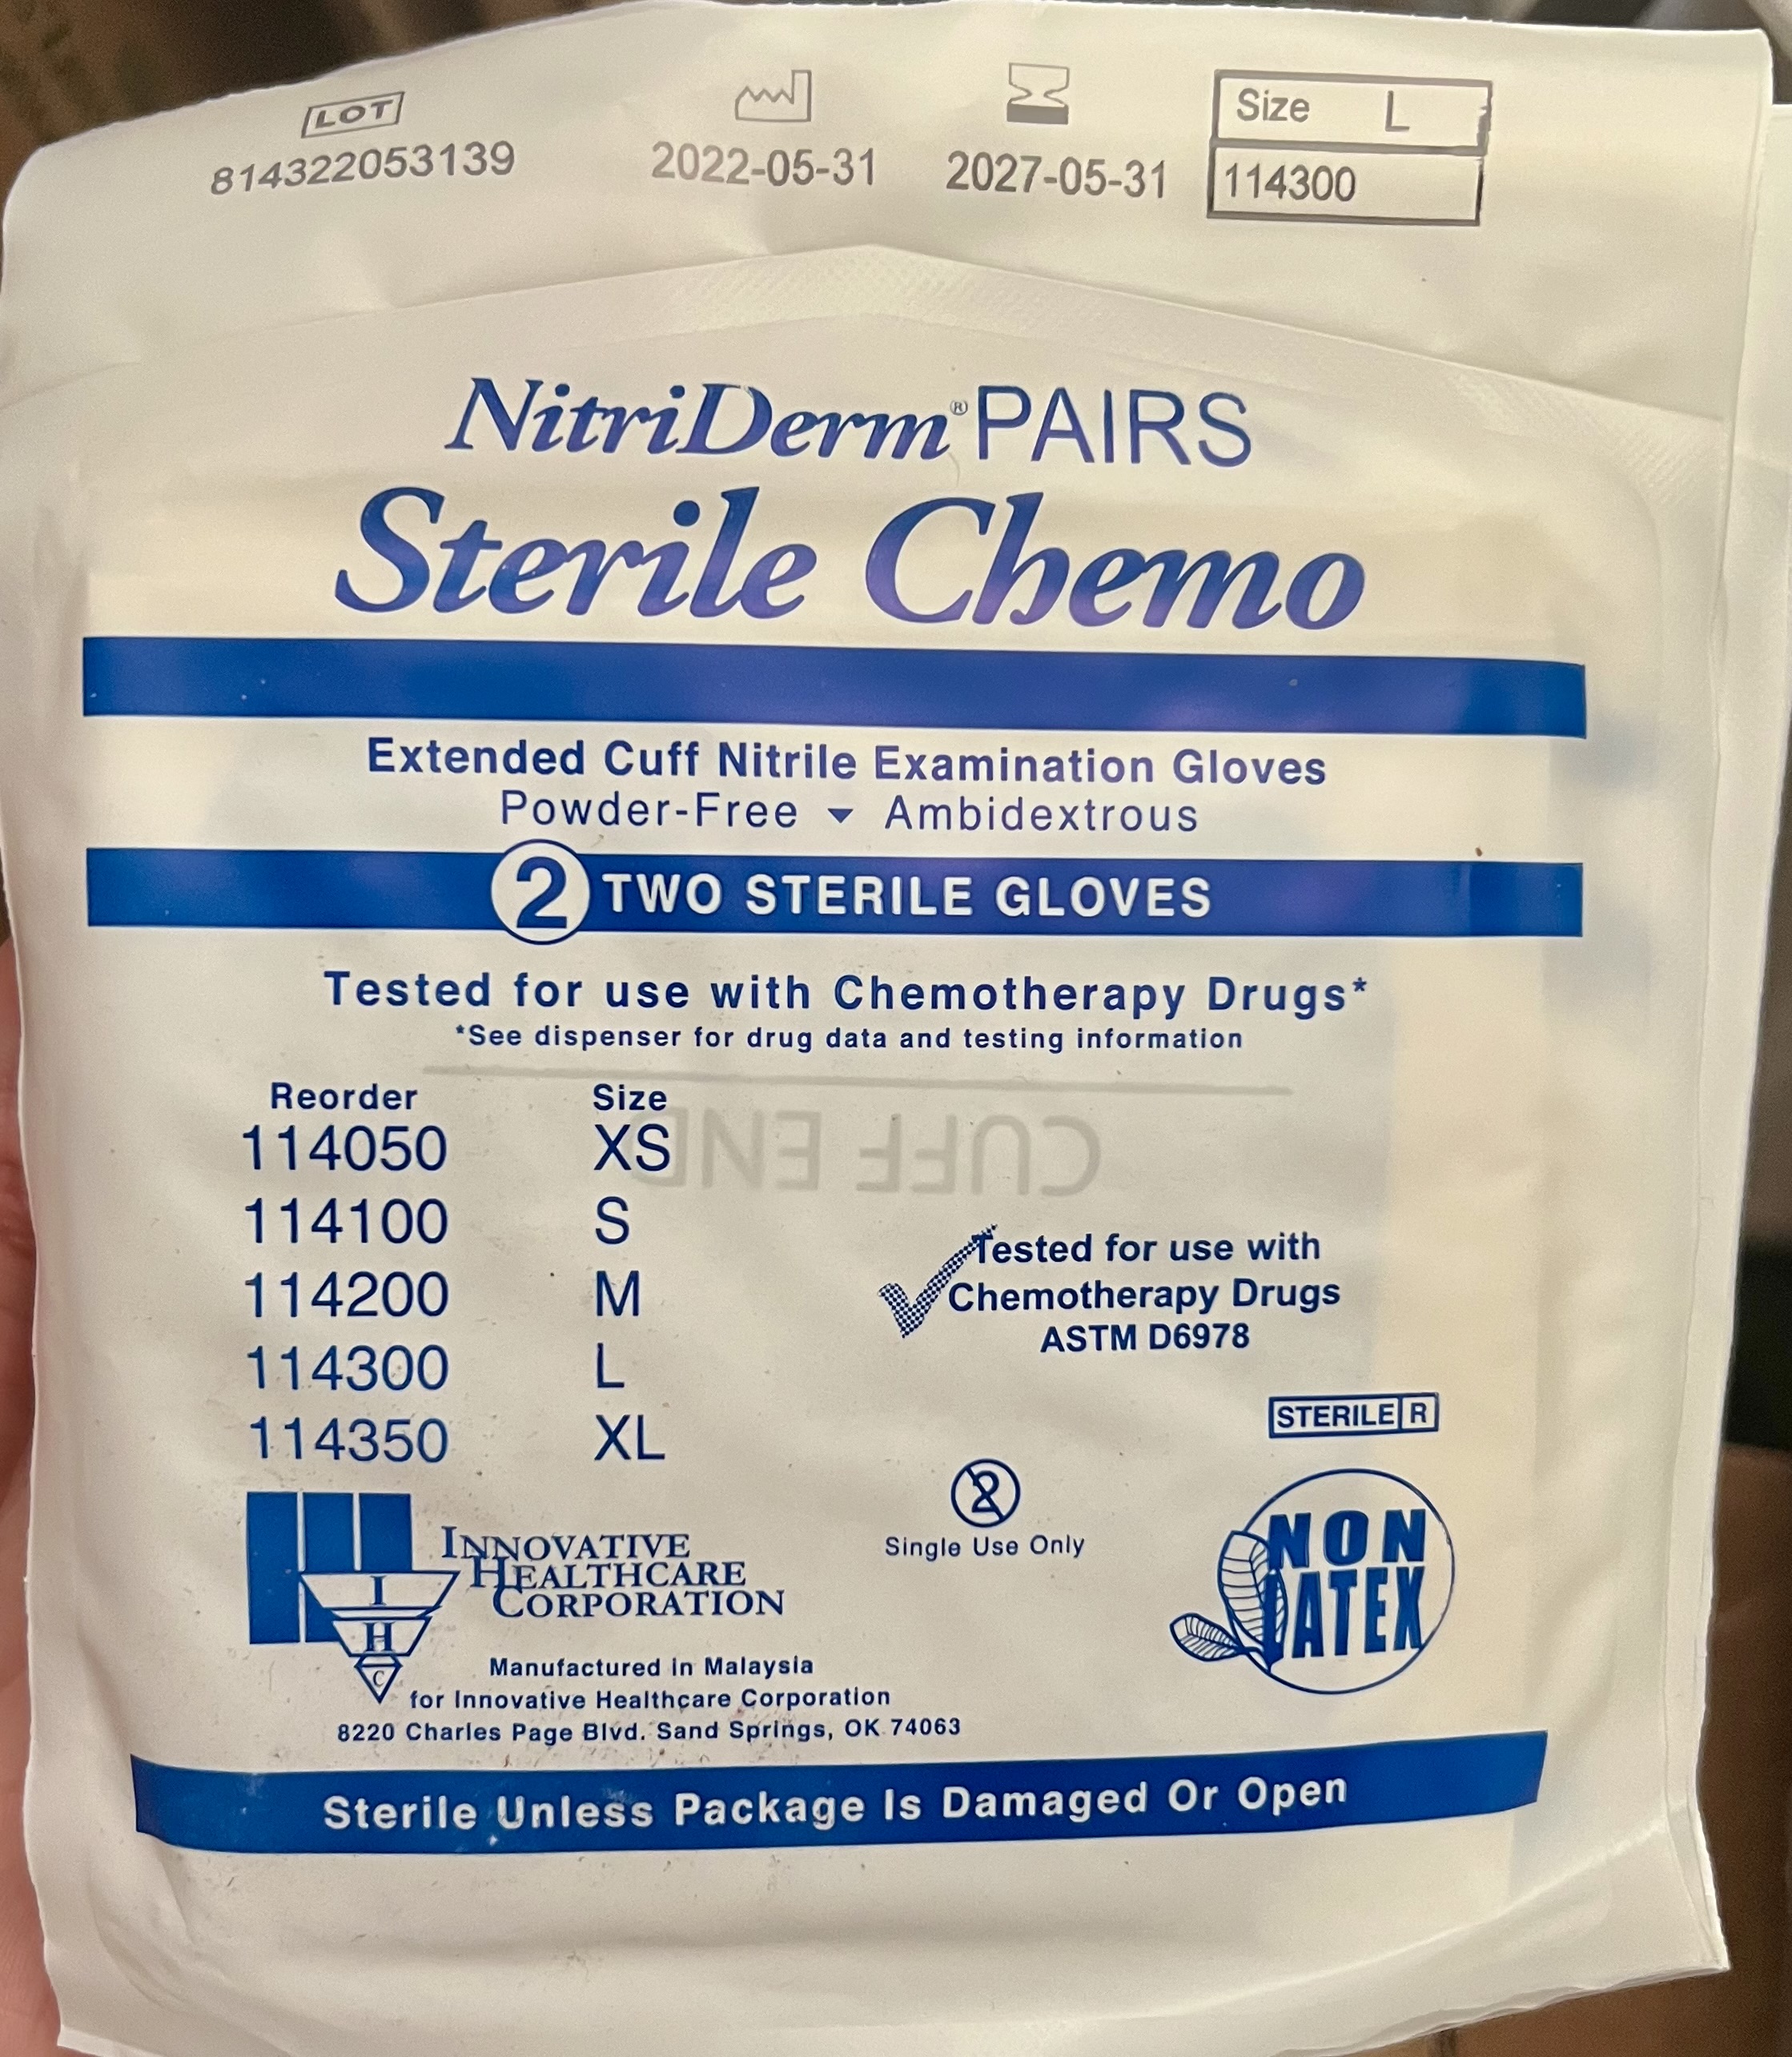 LOT
814322053139
2022-05-31
2027-05-31
Size L
114300
NitriDerm® PAIRS
Sterile Chemo
Extended Cuff Nitrile Examination Gloves
Powder-Free Ambidextrous
2 TWO STERILE GLOVES
Tested for use with Chemotherapy Drugs*
*See dispenser for drug data and testing information
Reorder Size
114050 XS
114100 S
114200 M
114300 L
114350 XL
CUFF END
Tested for use with
Chemotherapy Drugs
ASTM D6978
STERILE R
2
Single Use Only
NON
LATEX
I
H
C
INNOVATIVE
HEALTHCARE
CORPORATION
Manufactured in Malaysia
for Innovative Healthcare Corporation
8220 Charles Page Blvd. Sand Springs, OK 74063
Sterile Unless Package Is Damaged Or Open